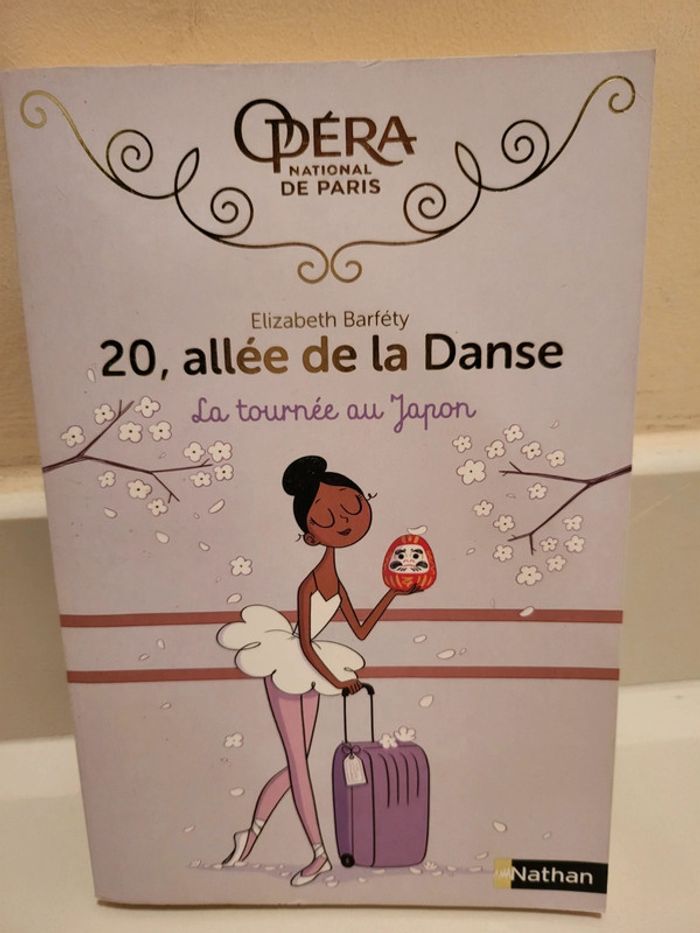 OPÉRA
NATIONAL
DE PARIS
Elizabeth Barféty
20, allée de la Danse
La tournée au Japon
Nathan